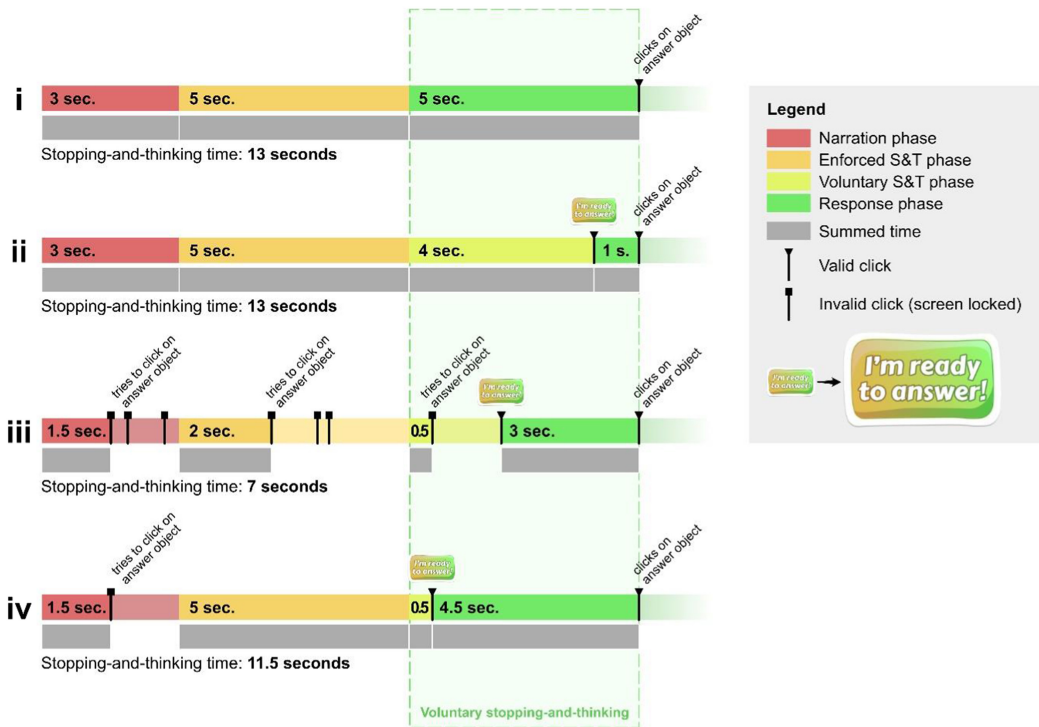 clicks on
answer object
i
3 sec.
5 sec.
5 sec.
Stopping-and-thinking time: 13 seconds
I'm ready
to answer!
clicks on
answer object
ii
3 sec.
5 sec.
4 sec.
1 s.
Stopping-and-thinking time: 13 seconds
tries to click on
answer object
tries to click on
answer object
tries to click on
answer object
I'm ready
to answer!
clicks on
answer object
iii
1.5 sec.
2 sec.
0.5
3 sec.
Stopping-and-thinking time: 7 seconds
tries to click on
answer object
I'm ready
to answer!
clicks on
answer object
iv
1.5 sec.
5 sec.
0.5
4.5 sec.
Stopping-and-thinking time: 11.5 seconds
Voluntary stopping-and-thinking
Legend
Narration phase
Enforced S&T phase
Voluntary S&T phase
Response phase
Summed time
Valid click
Invalid click (screen locked)
I'm ready
to answer!
I'm ready
to answer!